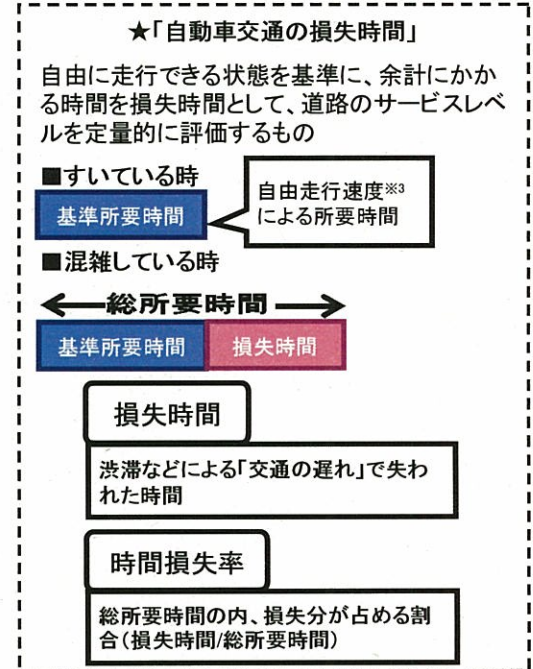 ★「自動車交通の損失時間」
自由に走行できる状態を基準に、余計にかか
る時間を損失時間として、道路のサービスレベ
ルを定量的に評価するもの
■すいている時
基準所要時間
自由走行速度※3
による所要時間
■混雑している時
総所要時間
基準所要時間
損失時間
損失時間
渋滞などによる「交通の遅れ」で失わ
れた時間
時間損失率
総所要時間の内、損失分が占める割
合(損失時間/総所要時間)